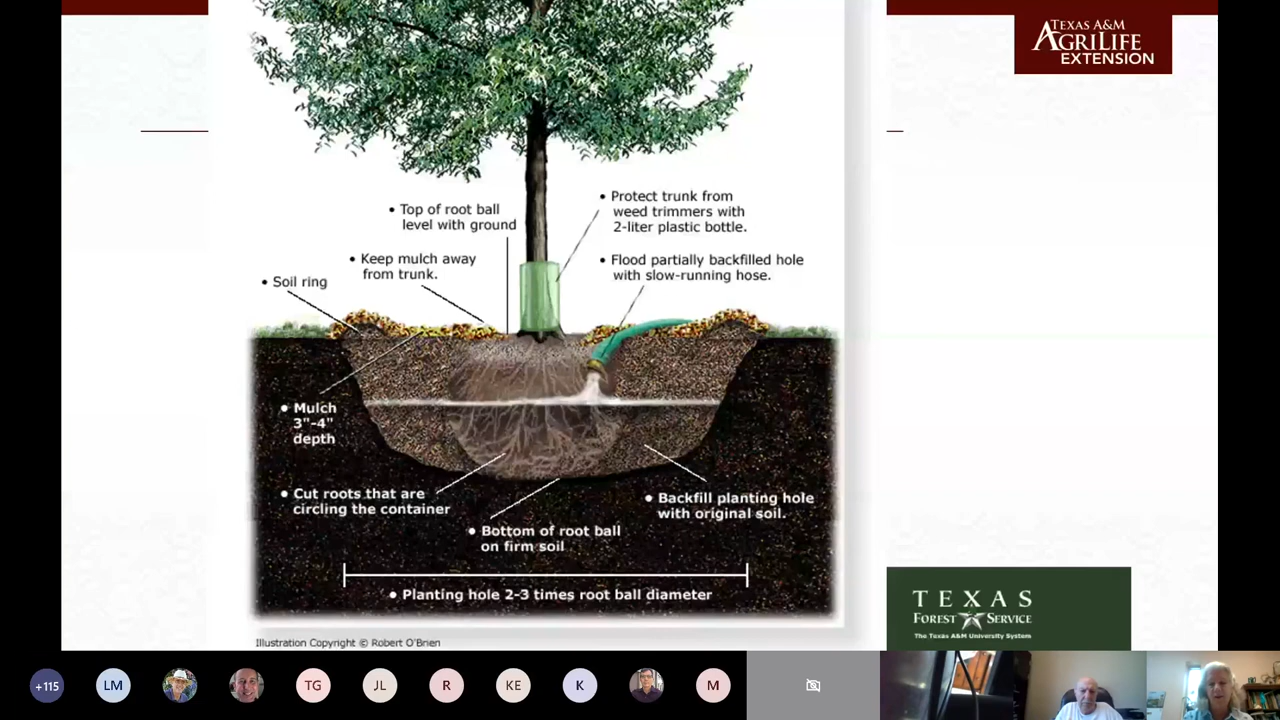 TEXAS A&M
AGRILIFE
EXTENSION
• Protect trunk from
weed trimmers with
2-liter plastic bottle.
• Top of root ball
level with ground
• Keep mulch away
from trunk.
• Flood partially backfilled hole
with slow-running hose.
• Soil ring
• Mulch
3"-4"
depth
• Cut roots that are
circling the container
• Backfill planting hole
with original soil.
• Bottom of root ball
on firm soil
• Planting hole 2-3 times root ball diameter
Illustration Copyright © Robert O'Brien
TEXAS
FOREST SERVICE
The Texas A&M University System
+115
LM
TG
JL
R
KE
K
M